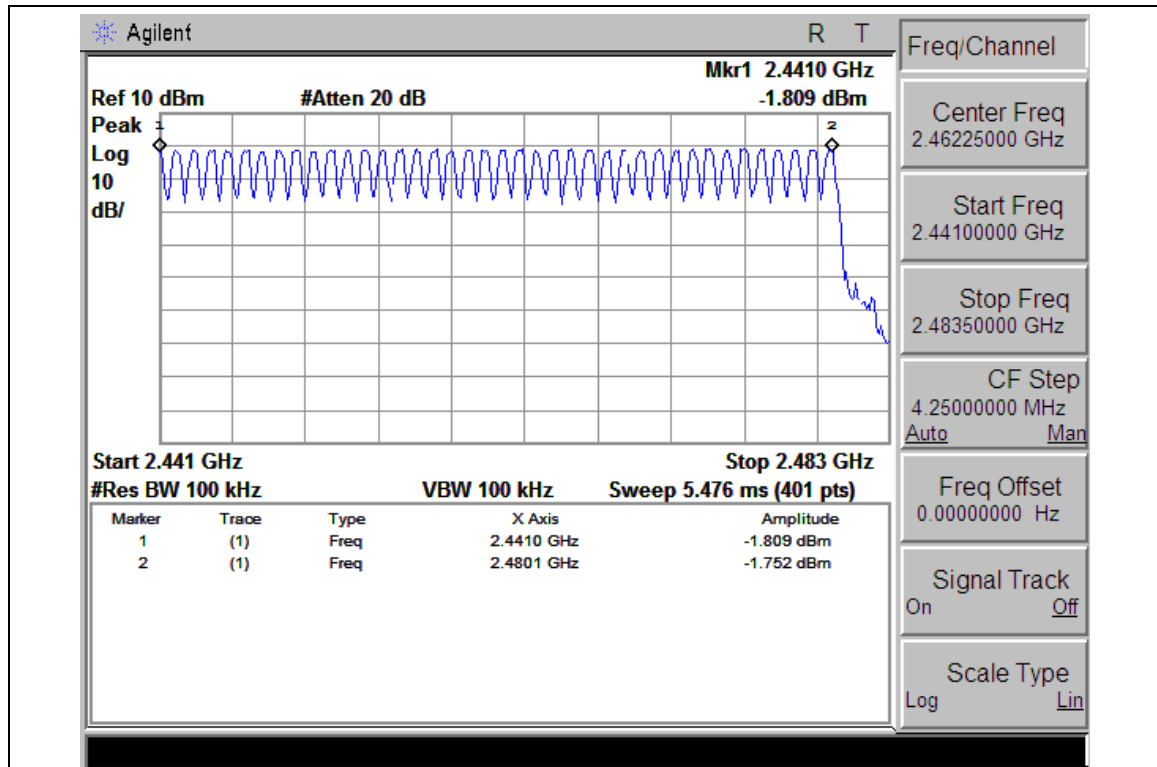 Agilent
R T
Mkr1 2.4410 GHz
Ref 10 dBm #Atten 20 dB -1.809 dBm
Peak
Log
10
dB/
1
2
Start 2.441 GHz Stop 2.483 GHz
#Res BW 100 kHz VBW 100 kHz Sweep 5.476 ms (401 pts)
Marker Trace Type X Axis Amplitude
1 (1) Freq 2.4410 GHz -1.809 dBm
2 (1) Freq 2.4801 GHz -1.752 dBm
Freq/Channel
Center Freq
2.46225000 GHz
Start Freq
2.44100000 GHz
Stop Freq
2.48350000 GHz
CF Step
4.25000000 MHz
Auto Man
Freq Offset
0.00000000 Hz
Signal Track
On Off
Scale Type
Log Lin